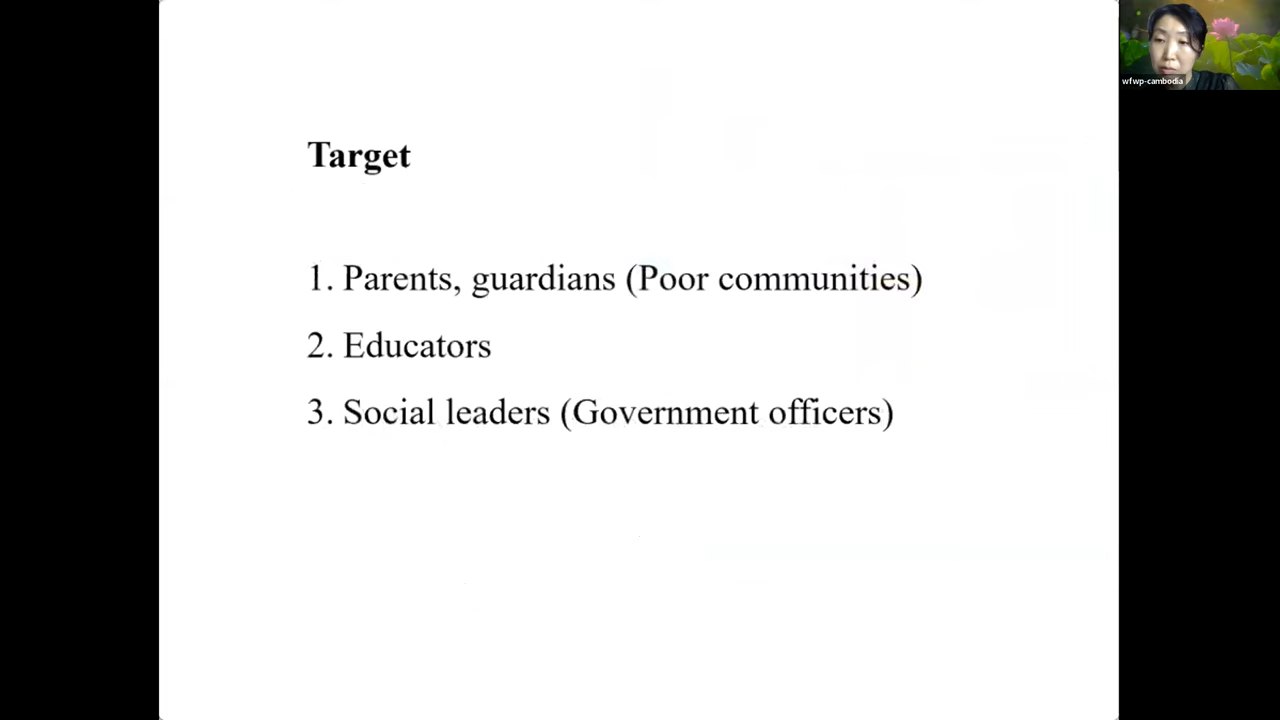 wfwp-cambodia
Target
1. Parents, guardians (Poor communities)
2. Educators
3. Social leaders (Government officers)